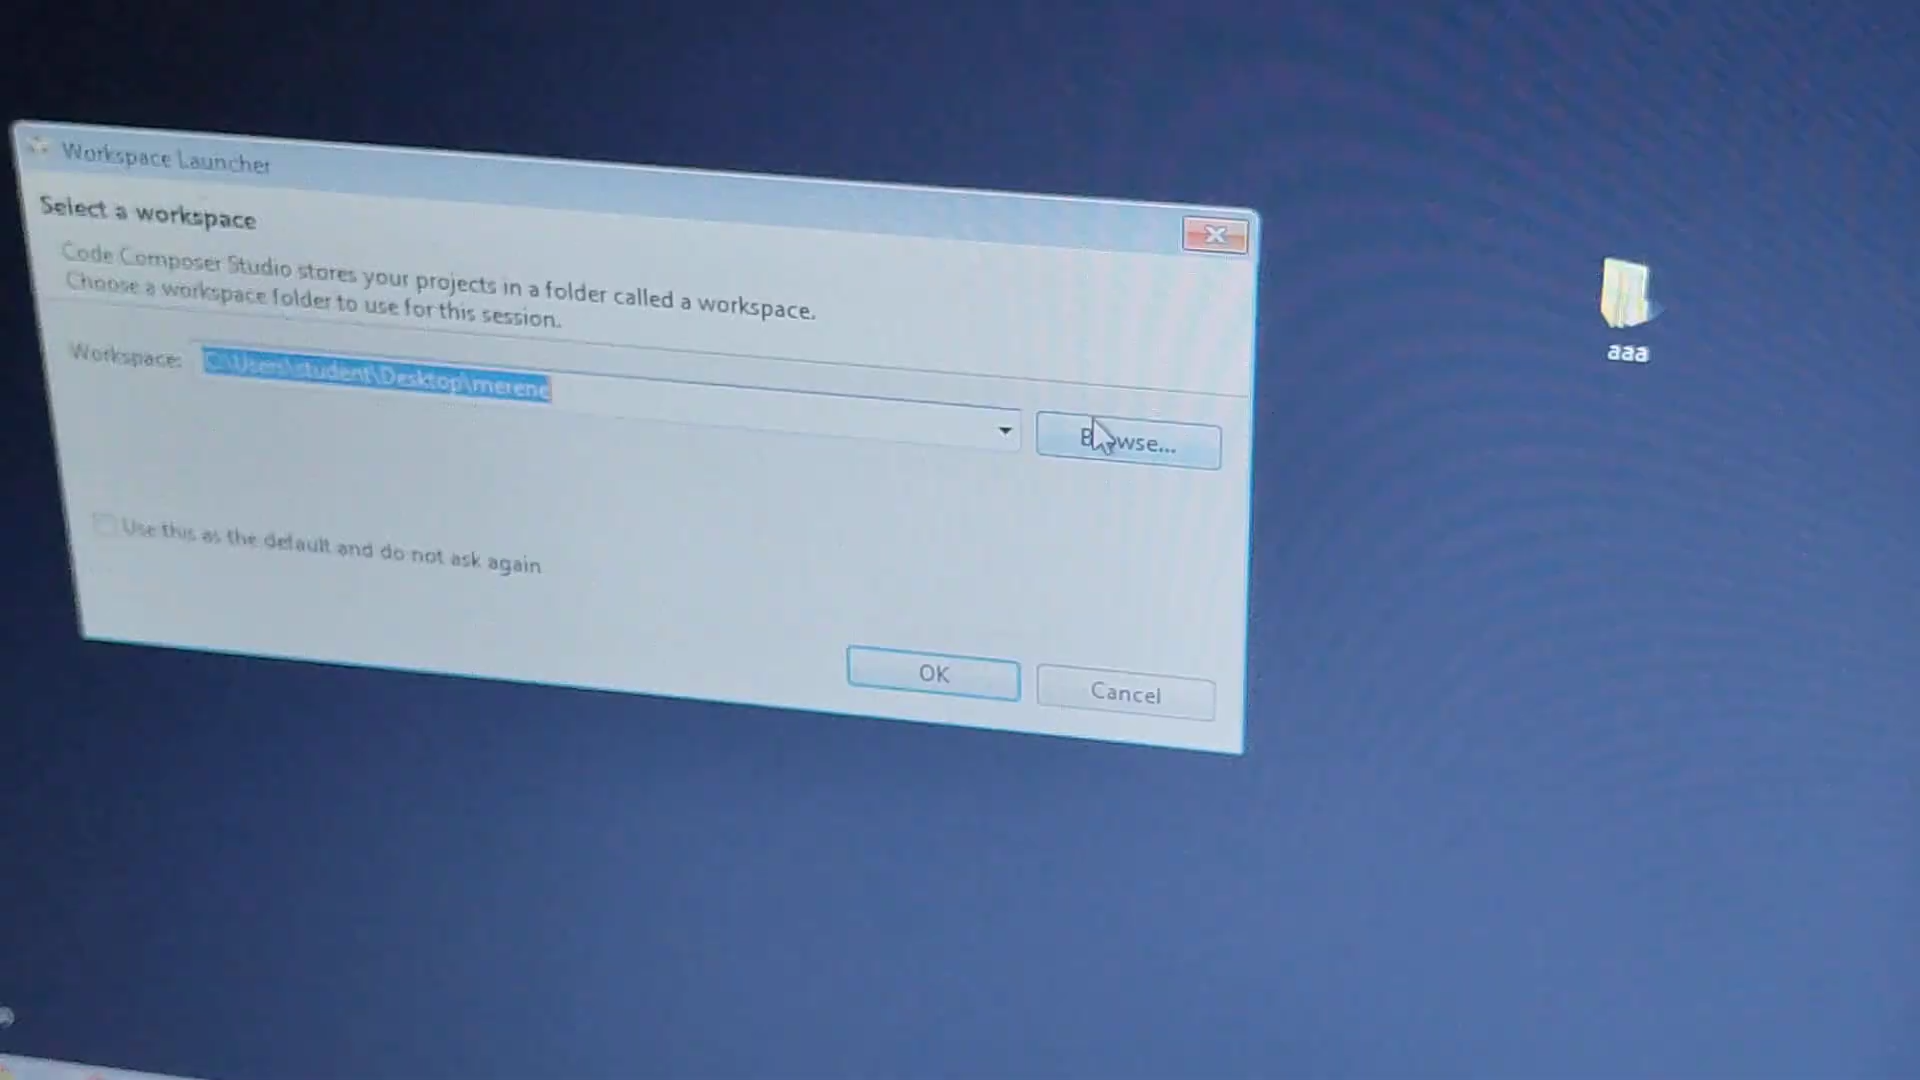 Workspace Launcher
Select a workspace
Code Composer Studio stores your projects in a folder called a workspace.
Choose a workspace folder to use for this session.
Workspace: C:\Users\student\Desktop\merene
Browse...
Use this as the default and do not ask again
OK
Cancel
aaa